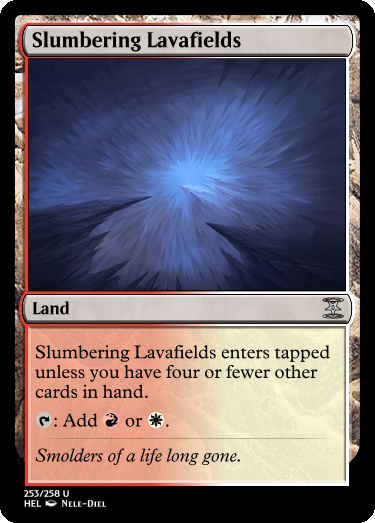 Slumbering Lavafields
Land
Slumbering Lavafields enters tapped
unless you have four or fewer other
cards in hand.
: Add or .
Smolders of a life long gone.
253/258 U
HEL Nele-Diel